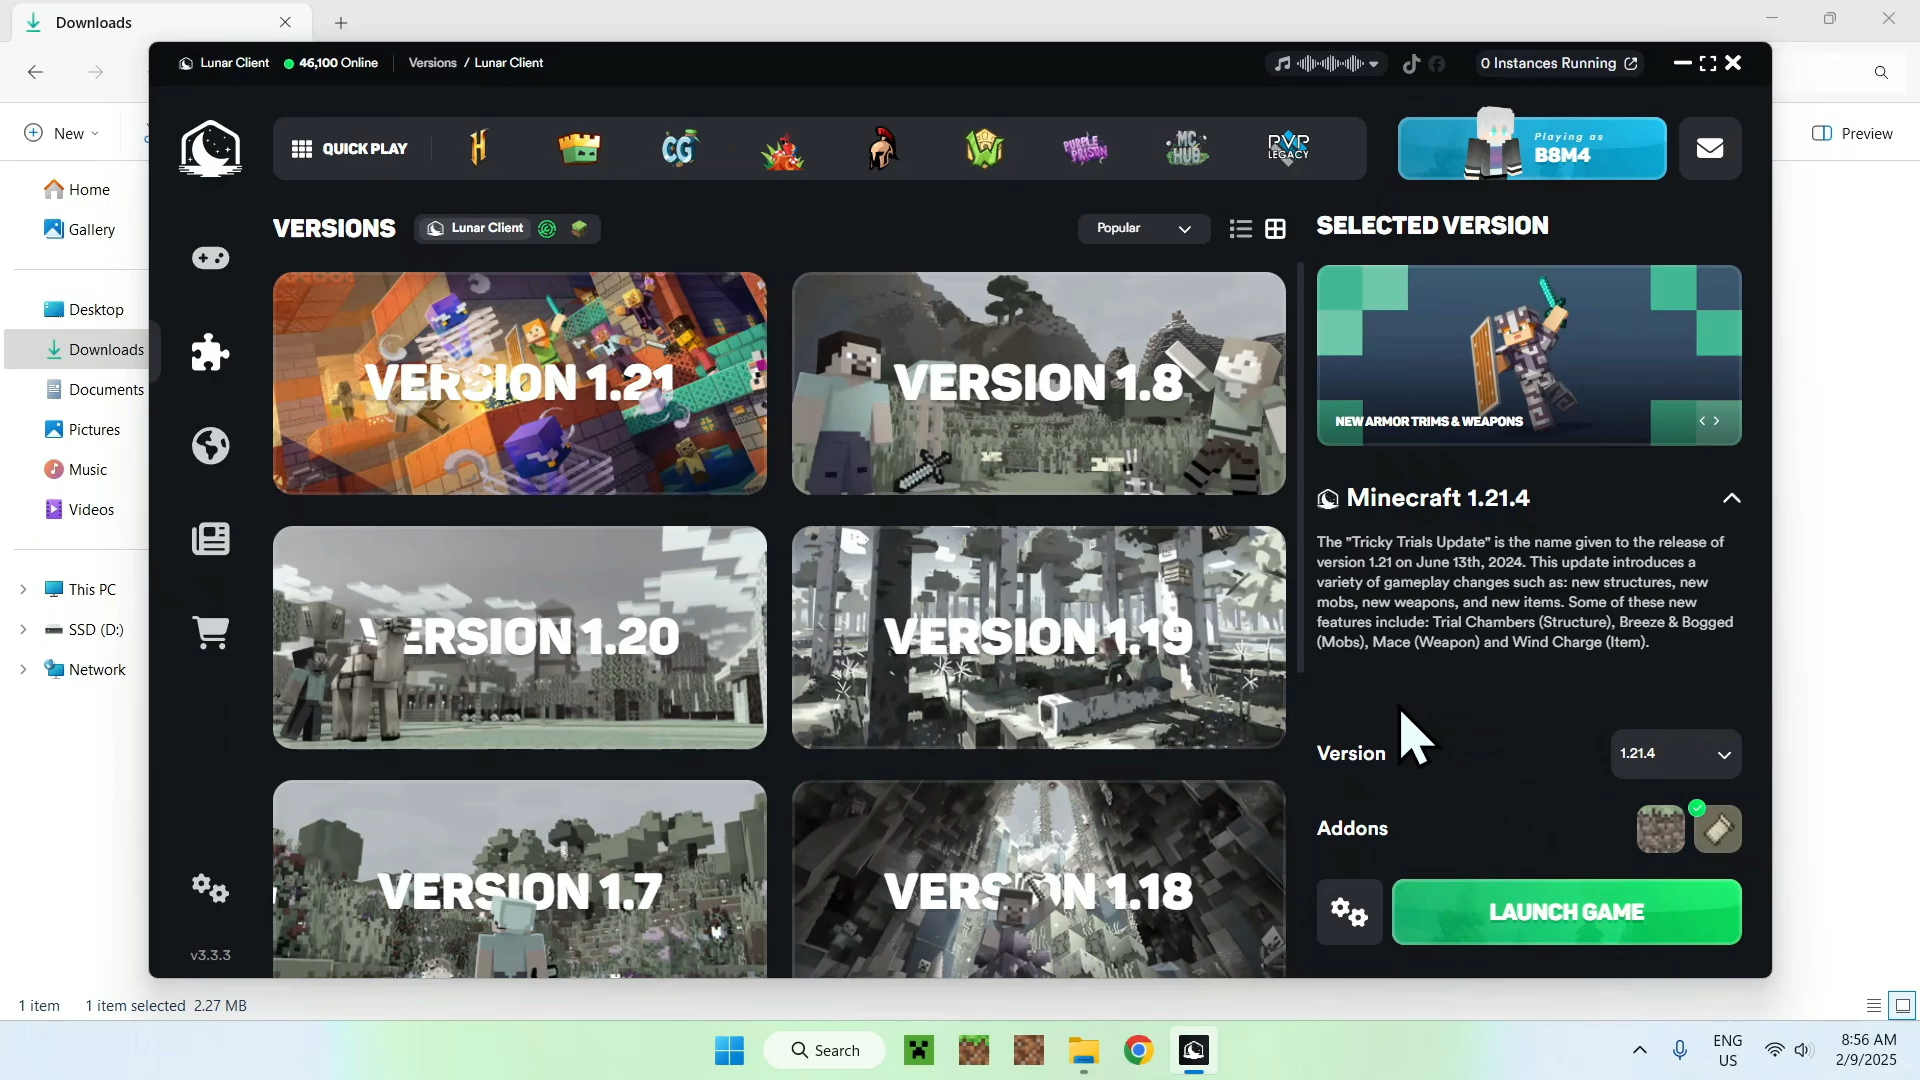 Downloads
Lunar Client
46,100 Online
Versions / Lunar Client
0 Instances Running
New
Preview
QUICK PLAY
CG
PURPLE PRISON
MC HUB
PVP LEGACY
Playing as
B8M4
Home
Gallery
Desktop
Downloads
Documents
Pictures
Music
Videos
This PC
SSD (D:)
Network
VERSIONS
Lunar Client
Popular
VERSION 1.21
VERSION 1.8
VERSION 1.20
VERSION 1.19
VERSION 1.7
VERSION 1.18
v3.3.3
SELECTED VERSION
NEW ARMOR TRIMS & WEAPONS
Minecraft 1.21.4
The "Tricky Trials Update" is the name given to the release of
version 1.21 on June 13th, 2024. This update introduces a
variety of gameplay changes such as: new structures, new
mobs, new weapons, and new items. Some of these new
features include: Trial Chambers (Structure), Breeze & Bogged
(Mobs), Mace (Weapon) and Wind Charge (Item).
Version
1.21.4
Addons
LAUNCH GAME
1 item
1 item selected 2.27 MB
Search
ENG
US
8:56 AM
2/9/2025